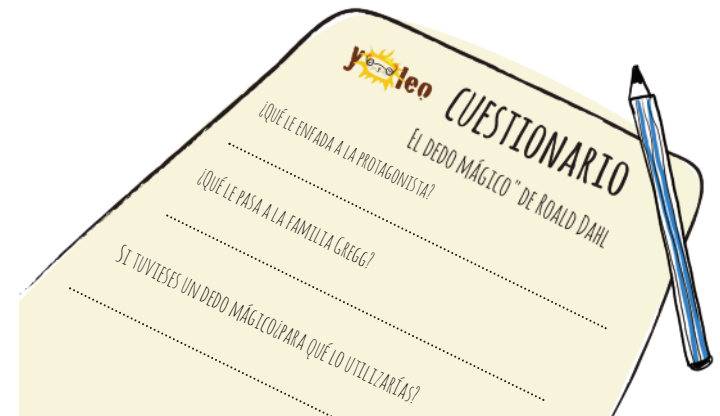 y leo
CUESTIONARIO
EL DEDO MÁGICO" DE ROALD DAHL
¿QUÉ LE ENFADA A LA PROTAGONISTA?
¿QUÉ LE PASA A LA FAMILIA GREGG?
SI TUVIESES UN DEDO MÁGICO¿PARA QUÉ LO UTILIZARÍAS?